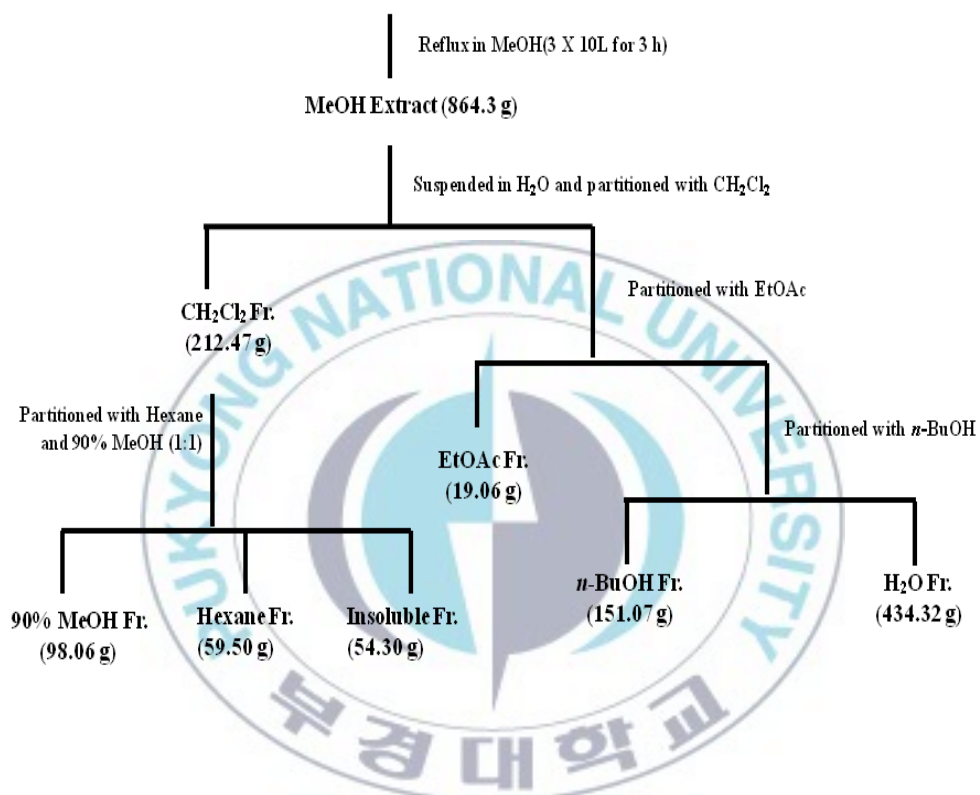 Reflux in MeOH(3 X 10L for 3 h)
MeOH Extract (864.3 g)
Suspended in H₂O and partitioned with CH₂Cl₂
Partitioned with EtOAc
CH₂Cl₂ Fr.
(212.47 g)
Partitioned with Hexane
and 90% MeOH (1:1)
Partitioned with n-BuOH
EtOAc Fr.
(19.06 g)
90% MeOH Fr.
(98.06 g)
Hexane Fr.
(59.50 g)
Insoluble Fr.
(54.30 g)
n-BuOH Fr.
(151.07 g)
H₂O Fr.
(434.32 g)
PUKYONG NATIONAL UNIVERSITY
부경대학교